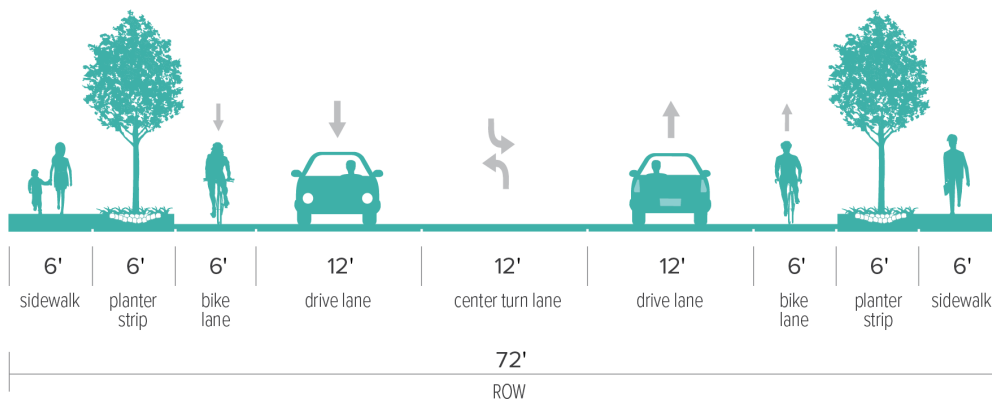 6' 6' 6' 12' 12' 12' 6' 6' 6'
sidewalk planter bike drive lane center turn lane drive lane bike planter sidewalk
strip lane lane strip
72'
ROW